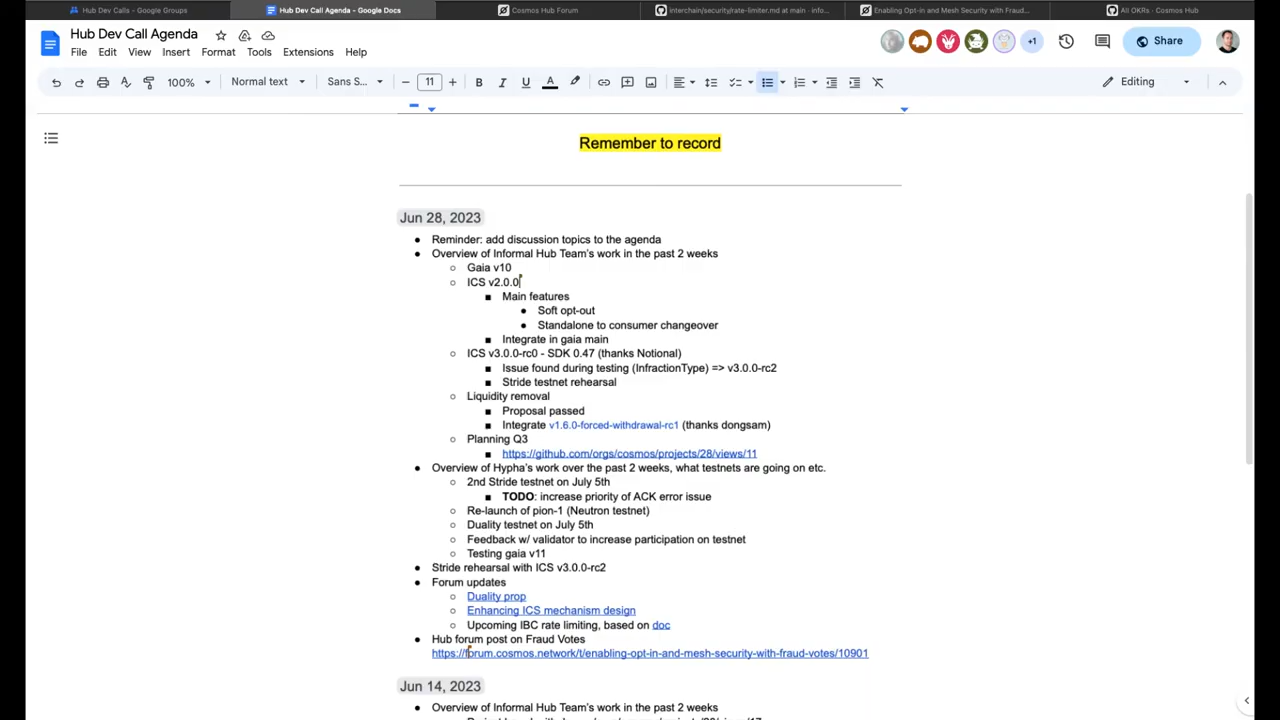 Hub Dev Calls - Google Groups
Hub Dev Call Agenda - Google Docs
Cosmos Hub Forum
interchain/security/rate-limiter.md at main · info...
Enabling Opt-in and Mesh Security with Fraud...
All OKRs · Cosmos Hub
Hub Dev Call Agenda
File Edit View Insert Format Tools Extensions Help
+1
Share
100%
Normal text
Sans S...
11
B I U A
Editing
Remember to record
Jun 28, 2023
● Reminder: add discussion topics to the agenda
● Overview of Informal Hub Team's work in the past 2 weeks
○ Gaia v10
○ ICS v2.0.0
■ Main features
● Soft opt-out
● Standalone to consumer changeover
■ Integrate in gaia main
○ ICS v3.0.0-rc0 - SDK 0.47 (thanks Notional)
■ Issue found during testing (InfractionType) => v3.0.0-rc2
■ Stride testnet rehearsal
○ Liquidity removal
■ Proposal passed
■ Integrate v1.6.0-forced-withdrawal-rc1 (thanks dongsam)
○ Planning Q3
■ https://github.com/orgs/cosmos/projects/28/views/11
● Overview of Hypha's work over the past 2 weeks, what testnets are going on etc.
○ 2nd Stride testnet on July 5th
■ TODO: increase priority of ACK error issue
○ Re-launch of pion-1 (Neutron testnet)
○ Duality testnet on July 5th
○ Feedback w/ validator to increase participation on testnet
○ Testing gaia v11
● Stride rehearsal with ICS v3.0.0-rc2
● Forum updates
○ Duality prop
○ Enhancing ICS mechanism design
○ Upcoming IBC rate limiting, based on doc
● Hub forum post on Fraud Votes
https://forum.cosmos.network/t/enabling-opt-in-and-mesh-security-with-fraud-votes/10901
Jun 14, 2023
● Overview of Informal Hub Team's work in the past 2 weeks